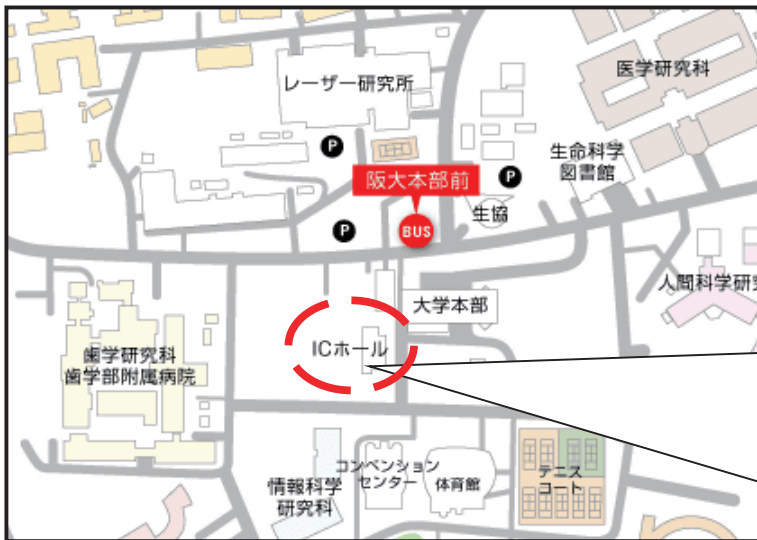 レーザー研究所
医学研究科
P
生命科学
図書館
P
阪大本部前
生協
P
BUS
人間科学研究
大学本部
ICホール
歯学研究科
歯学部附属病院
コンベンション
センター
体育館
テニス
コート
情報科学
研究科